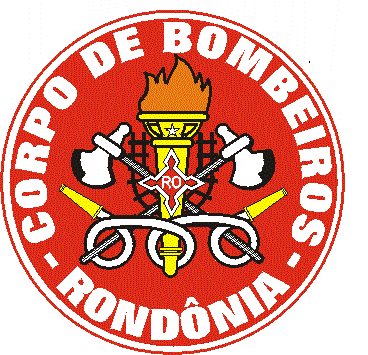 CORPO DE BOMBEIROS
RO
- RONDÔNIA -